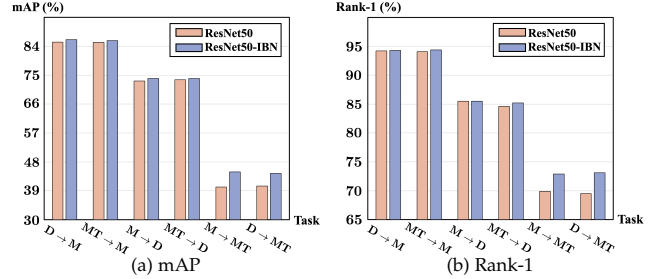 mAP (%)
84
75
66
57
48
39
30
ResNet50
ResNet50-IBN
Task
D → M
MT → M
M → D
MT → D
M → MT
D → MT
(a) mAP
Rank-1 (%)
95
90
85
80
75
70
65
ResNet50
ResNet50-IBN
Task
D → M
MT → M
M → D
MT → D
M → MT
D → MT
(b) Rank-1